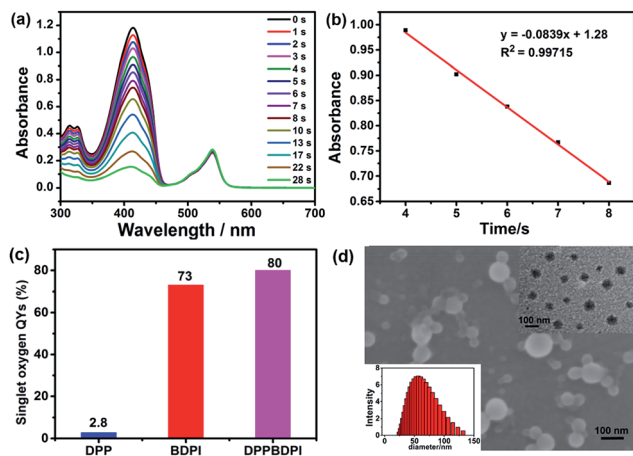 (a)
1.2
1.0
0.8
0.6
0.4
0.2
0.0
Absorbance
300 400 500 600 700
Wavelength / nm
0 s
1 s
2 s
3 s
4 s
5 s
6 s
7 s
8 s
10 s
13 s
17 s
22 s
28 s
(b)
1.00
0.95
0.90
0.85
0.80
0.75
0.70
0.65
Absorbance
y = -0.0839x + 1.28
R² = 0.99715
4 5 6 7 8
Time/s
(c)
80
60
40
20
0
Singlet oxygen QYs (%)
2.8
73
80
DPP BDPI DPPBDPI
(d)
100 nm
8
6
4
2
0
Intensity
0 50 100 150
diameter/nm
100 nm